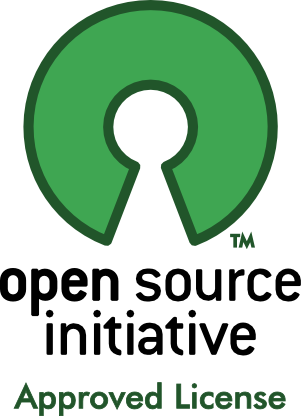 TM
open source
initiative
Approved License